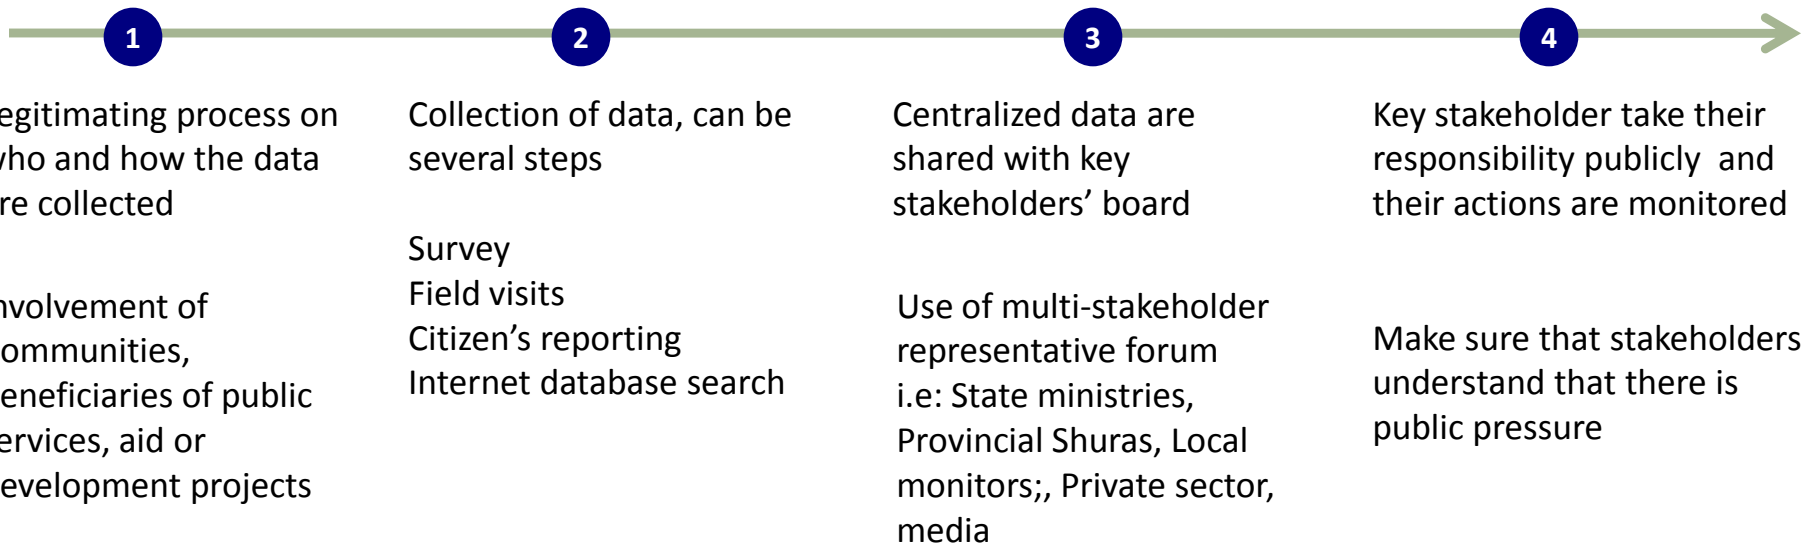 1
egitimating process on
who and how the data
re collected
nvolvement of
ommunities,
eneficiaries of public
ervices, aid or
evelopment projects
2
Collection of data, can be
several steps
Survey
Field visits
Citizen’s reporting
Internet database search
3
Centralized data are
shared with key
stakeholders’ board
Use of multi-stakeholder
representative forum
i.e: State ministries,
Provincial Shuras, Local
monitors;, Private sector,
media
4
Key stakeholder take their
responsibility publicly  and
their actions are monitored
Make sure that stakeholders
understand that there is
public pressure